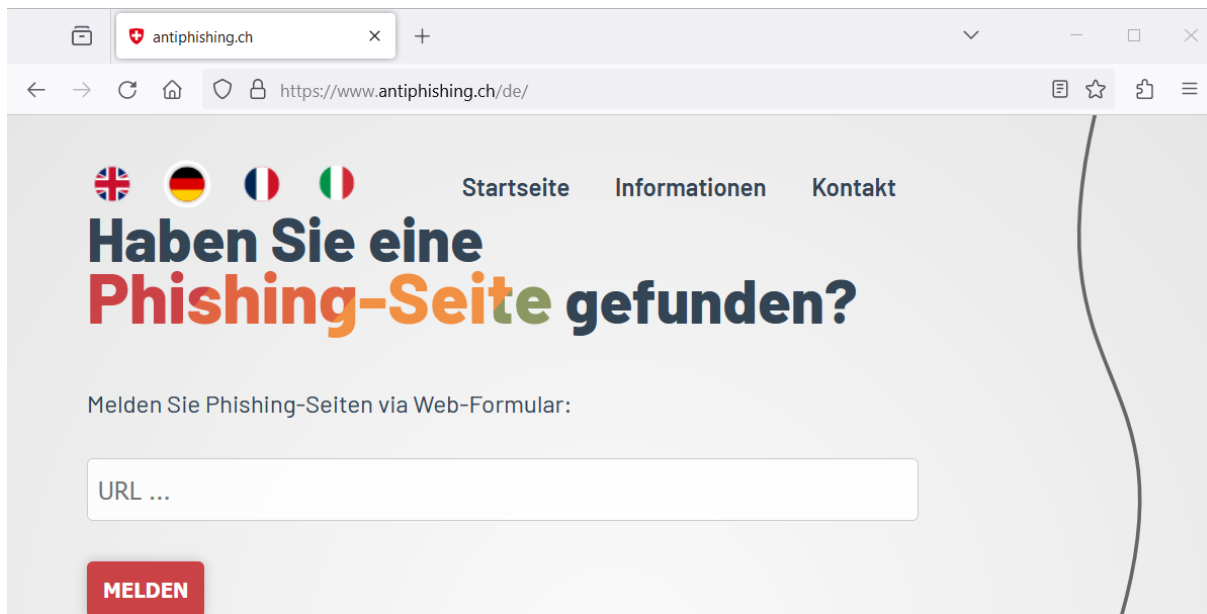 antiphishing.ch
https://www.antiphishing.ch/de/
Startseite Informationen Kontakt
Haben Sie eine
Phishing-Seite gefunden?
Melden Sie Phishing-Seiten via Web-Formular:
URL ...
MELDEN